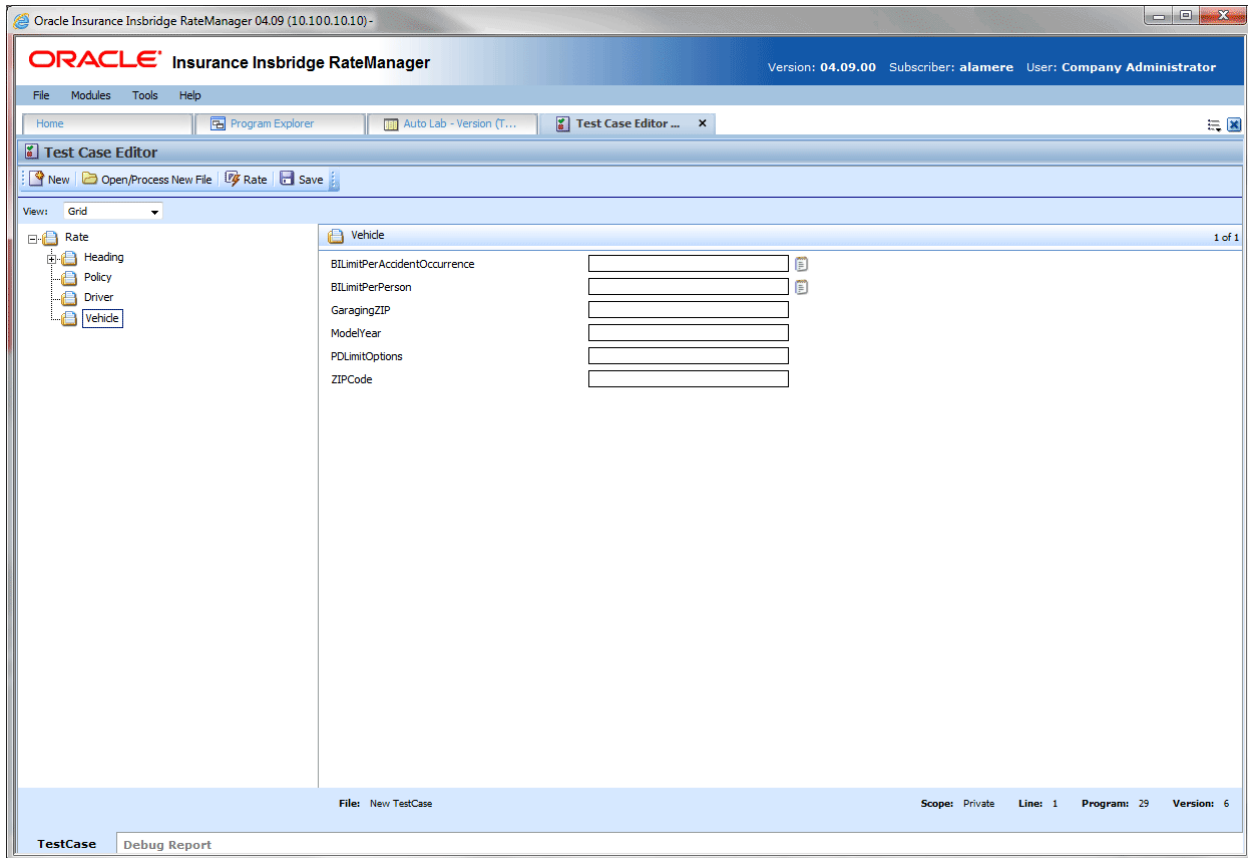 Oracle Insurance Insbridge RateManager 04.09 (10.100.10.10) -
ORACLE Insurance Insbridge RateManager
Version: 04.09.00 Subscriber: alamere User: Company Administrator
File Modules Tools Help
Home Program Explorer Auto Lab - Version (T... Test Case Editor ... x
Test Case Editor
New Open/Process New File Rate Save
View: Grid
Rate
Heading
Policy
Driver
Vehicle
Vehicle 1 of 1
BILimitPerAccidentOccurrence
BILimitPerPerson
GaragingZIP
ModelYear
PDLimitOptions
ZIPCode
File: New TestCase Scope: Private Line: 1 Program: 29 Version: 6
TestCase Debug Report